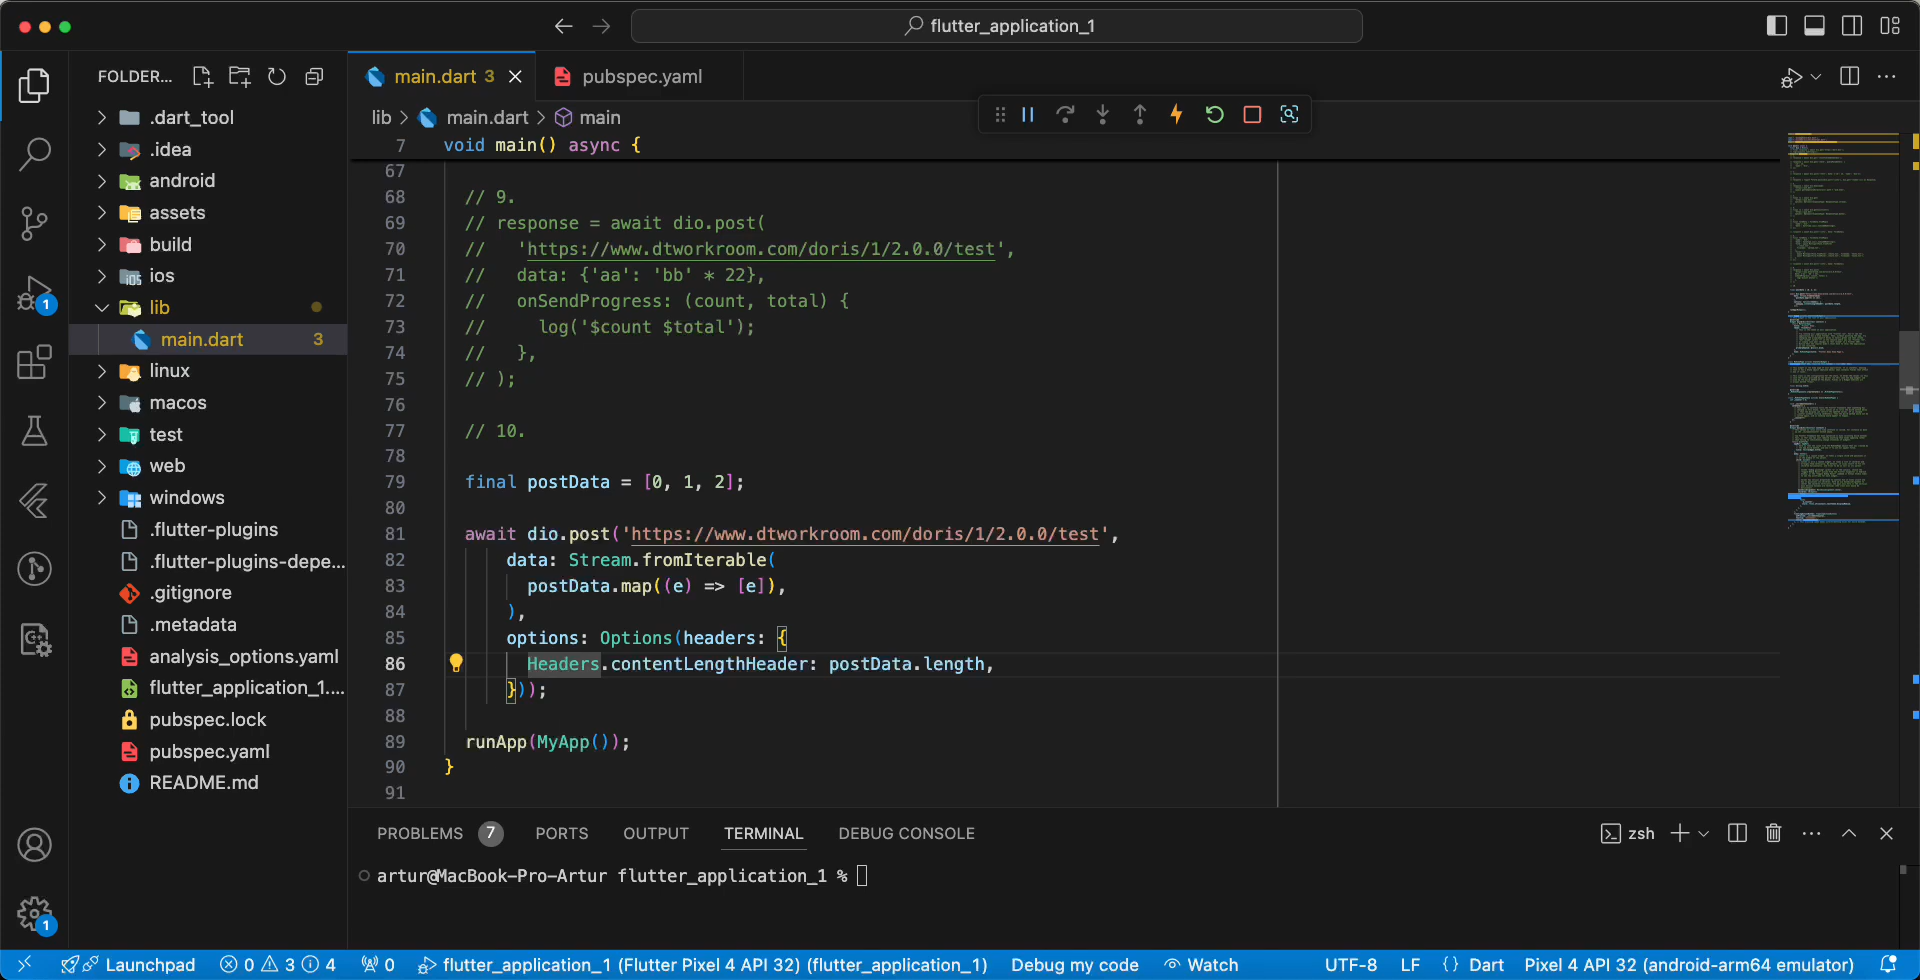 flutter_application_1
FOLDER...
.dart_tool
.idea
android
assets
build
ios
lib
main.dart 3
linux
macos
test
web
windows
.flutter-plugins
.flutter-plugins-depe...
.gitignore
.metadata
analysis_options.yaml
flutter_application_1....
pubspec.lock
pubspec.yaml
README.md
1
1
main.dart 3
pubspec.yaml
lib > main.dart > main
7 void main() async {
67
68 // 9.
69 // response = await dio.post(
70 //   'https://www.dtworkroom.com/doris/1/2.0.0/test',
71 //   data: {'aa': 'bb' * 22},
72 //   onSendProgress: (count, total) {
73 //     log('$count $total');
74 //   },
75 // );
76
77 // 10.
78
79 final postData = [0, 1, 2];
80
81 await dio.post('https://www.dtworkroom.com/doris/1/2.0.0/test',
82 data: Stream.fromIterable(
83 postData.map((e) => [e]),
84 ),
85 options: Options(headers: {
86 Headers.contentLengthHeader: postData.length,
87 }));
88
89 runApp(MyApp());
90 }
91
PROBLEMS 7 PORTS OUTPUT TERMINAL DEBUG CONSOLE zsh
artur@MacBook-Pro-Artur flutter_application_1 %
Launchpad 0 3 4 0 flutter_application_1 (Flutter Pixel 4 API 32) (flutter_application_1) Debug my code Watch UTF-8 LF {} Dart Pixel 4 API 32 (android-arm64 emulator)